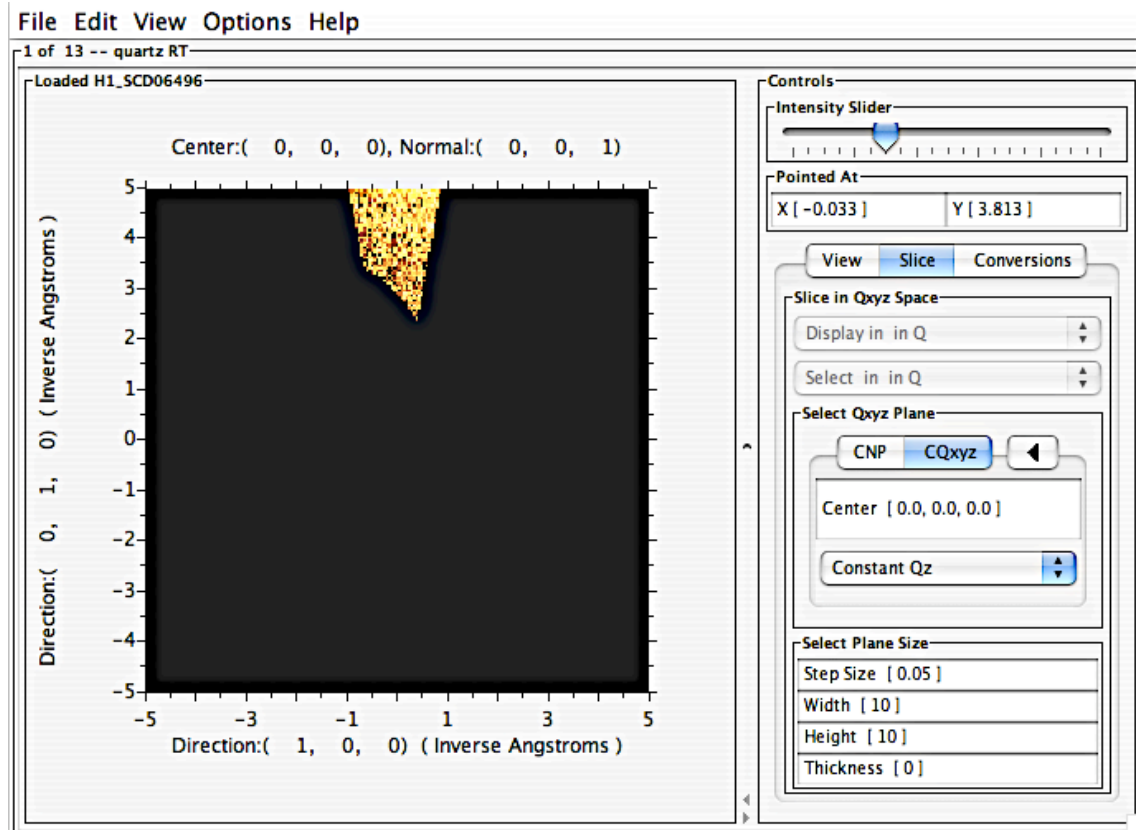 File Edit View Options Help
1 of 13 -- quartz RT
Loaded H1_SCD06496
Center:( 0, 0, 0), Normal:( 0, 0, 1)
5
4
3
2
1
0
-1
-2
-3
-4
-5
Direction:( 0, 1, 0) ( Inverse Angstroms )
-5 -3 -1 1 3 5
Direction:( 1, 0, 0) ( Inverse Angstroms )
Controls
Intensity Slider
Pointed At
X [ -0.033 ] Y [ 3.813 ]
View Slice Conversions
Slice in Qxyz Space
Display in in Q
Select in in Q
Select Qxyz Plane
CNP CQxyz
Center [ 0.0, 0.0, 0.0 ]
Constant Qz
Select Plane Size
Step Size [ 0.05 ]
Width [ 10 ]
Height [ 10 ]
Thickness [ 0 ]